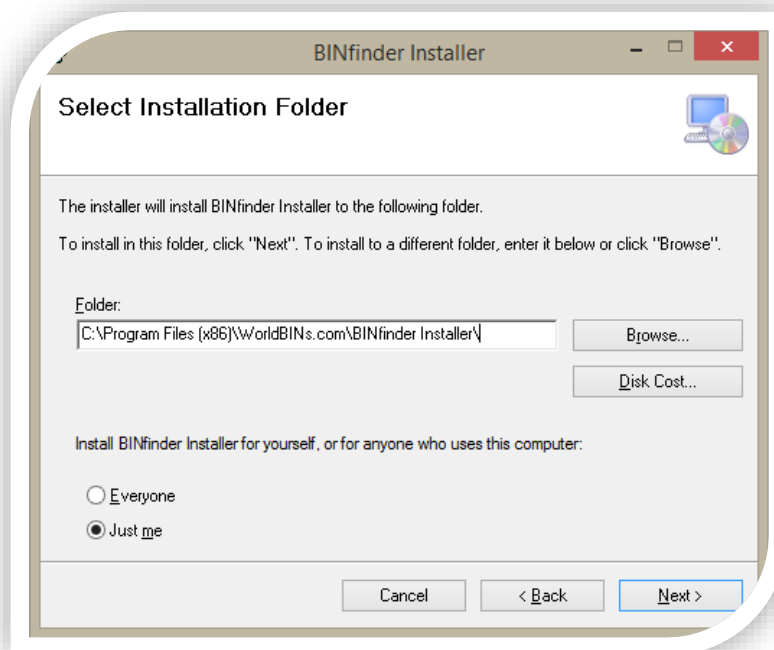 BINfinder Installer
Select Installation Folder
The installer will install BINfinder Installer to the following folder.
To install in this folder, click "Next". To install to a different folder, enter it below or click "Browse".
Folder:
C:\Program Files (x86)\WorldBINs.com\BINfinder Installer\
Browse...
Disk Cost...
Install BINfinder Installer for yourself, or for anyone who uses this computer:
Everyone
Just me
Cancel < Back Next >